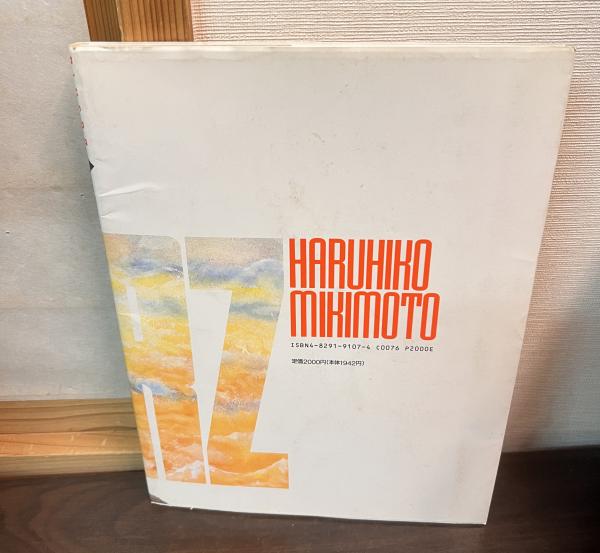 RZ
HARUHIKO
MIKIMOTO
ISBN4-8291-9107-4 C0076 P2000E
定価2000円(本体1942円)